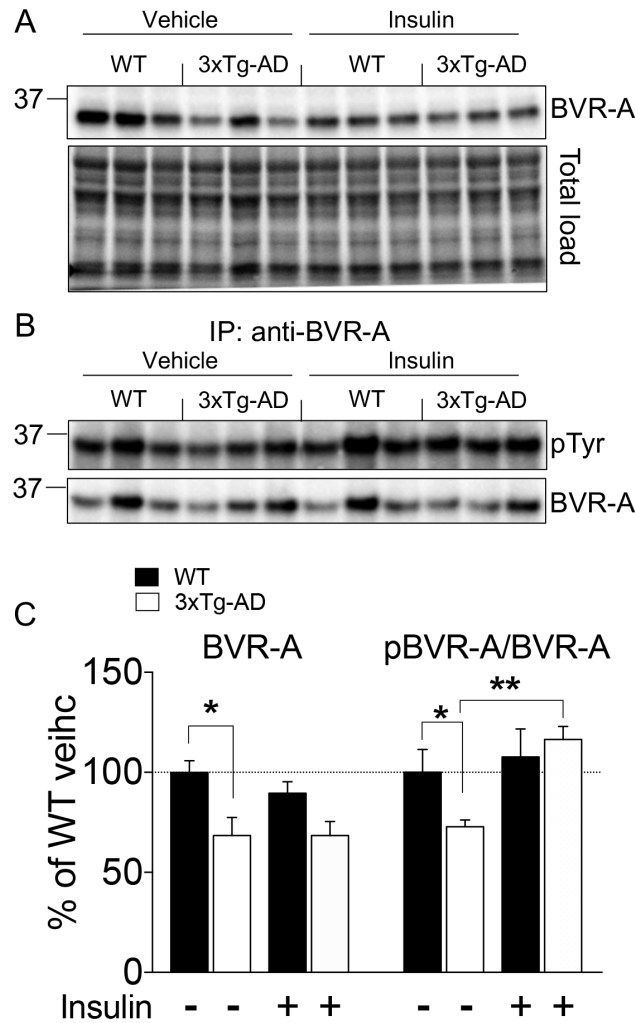 A
Vehicle Insulin
WT 3xTg-AD WT 3xTg-AD
37 BVR-A
Total load
B
IP: anti-BVR-A
Vehicle Insulin
WT 3xTg-AD WT 3xTg-AD
37 pTyr
37 BVR-A
WT
3xTg-AD
C
BVR-A pBVR-A/BVR-A
% of WT veihc
150
100
50
0
* * **
Insulin - - + + - - + +